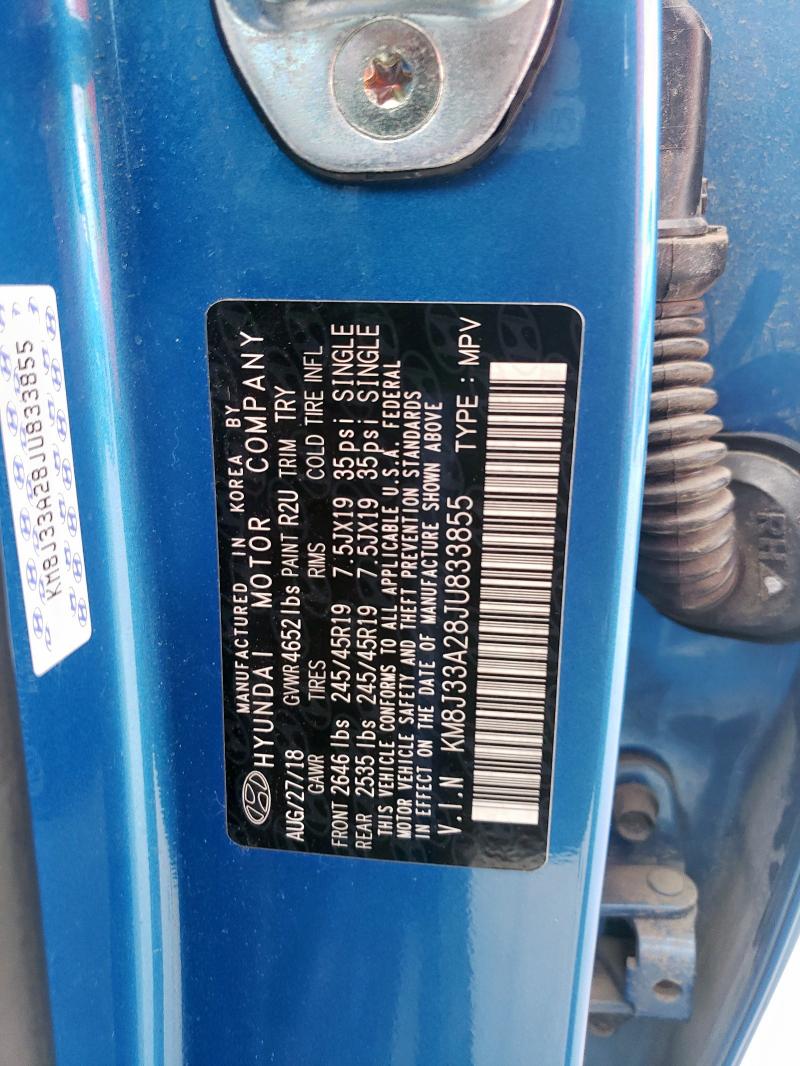 KM8J33A28JU833855
MANUFACTURED IN KOREA BY
HYUNDAI MOTOR COMPANY
AUG/27/18 GVWR 4652 lbs PAINT R2U TRIM TRY
GAWR TIRES RIMS COLD TIRE INFL
FRONT 2646 lbs 245/45R19 7.5JX19 35psi SINGLE
REAR 2535 lbs 245/45R19 7.5JX19 35psi SINGLE
THIS VEHICLE CONFORMS TO ALL APPLICABLE U.S.A. FEDERAL
MOTOR VEHICLE SAFETY AND THEFT PREVENTION STANDARDS
IN EFFECT ON THE DATE OF MANUFACTURE SHOWN ABOVE
V.I.N KM8J33A28JU833855 TYPE : MPV
RH